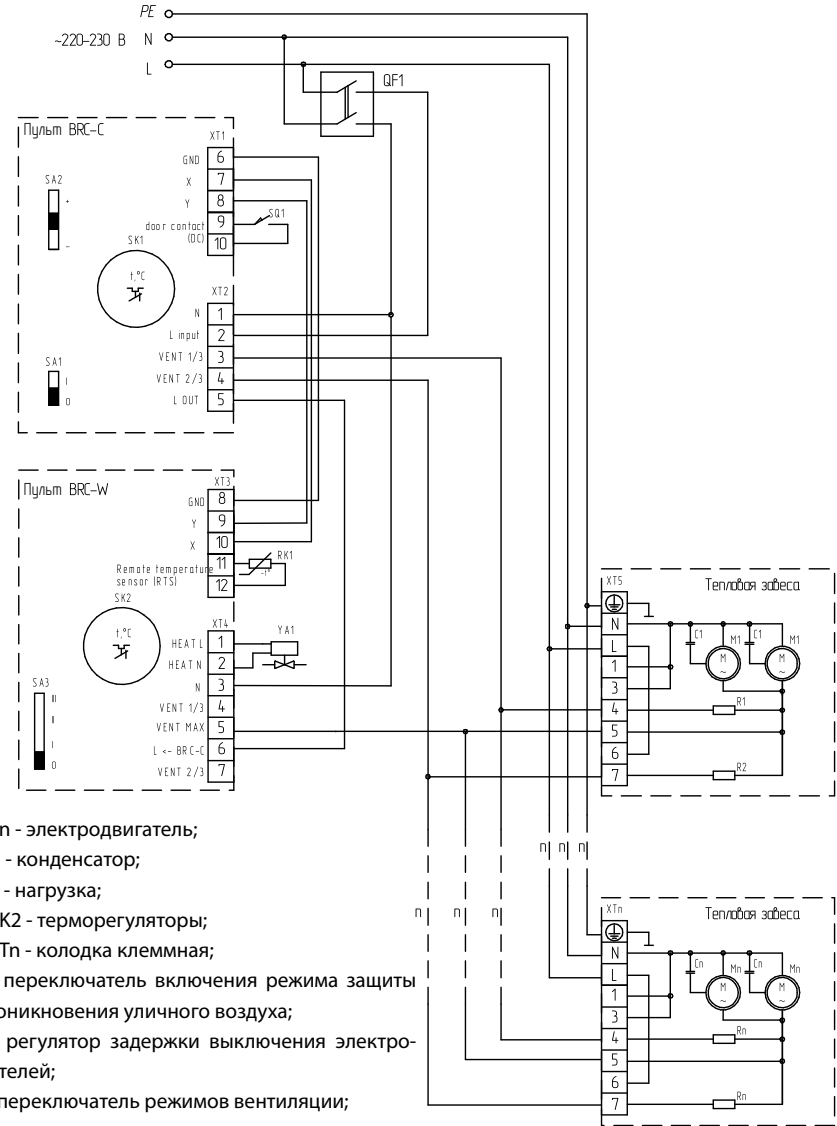 PE
~220-230 В N
L
QF1
Пульт BRC-C
XT1
GND 6
X 7
Y 8
door contact (DC) 9
10
SQ1
SA2
+
-
SK1
t,°C
XT2
N 1
L input 2
VENT 1/3 3
VENT 2/3 4
L OUT 5
SA1
I
0
Пульт BRC-W
XT3
GND 8
Y 9
X 10
Remote temperature 11
sensor (RTS) 12
RK1
-t°
SK2
t,°C
XT4
HEAT L 1
HEAT N 2
N 3
VENT 1/3 4
VENT MAX 5
L <- BRC-C 6
VENT 2/3 7
YA1
SA3
III
II
I
0
XT5
Тепловая завеса
N
L
1
3
4
5
6
7
C1
M1
C1
M1
M
~
M
~
R1
R2
п
п
п
п
п
п
XTn
Тепловая завеса
N
L
1
3
4
5
6
7
Cn
Mn
Cn
Mn
M
~
M
~
Rn
Rn
n - электродвигатель;
- конденсатор;
- нагрузка;
K2 - терморегуляторы;
Tn - колодка клеммная;
переключатель включения режима защиты
оникновения уличного воздуха;
регулятор задержки выключения электро-
телей;
переключатель режимов вентиляции;